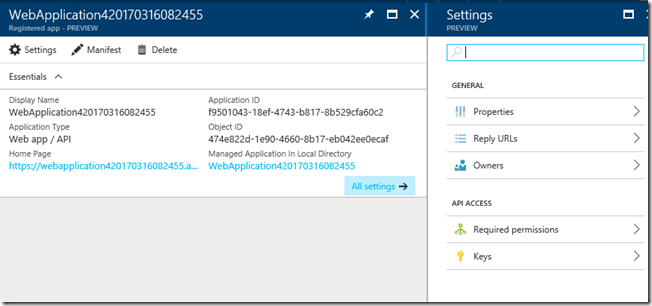 WebApplication420170316082455
Registered app - PREVIEW
Settings
Manifest
Delete
Essentials
Display Name
WebApplication420170316082455
Application Type
Web app / API
Home Page
https://webapplication420170316082455.a...
Application ID
f9501043-18ef-4743-b817-8b529cfa60c2
Object ID
474e822d-1e90-4660-8b17-eb042ee0ecaf
Managed Application In Local Directory
WebApplication420170316082455
All settings
Settings
PREVIEW
GENERAL
Properties
Reply URLs
Owners
API ACCESS
Required permissions
Keys